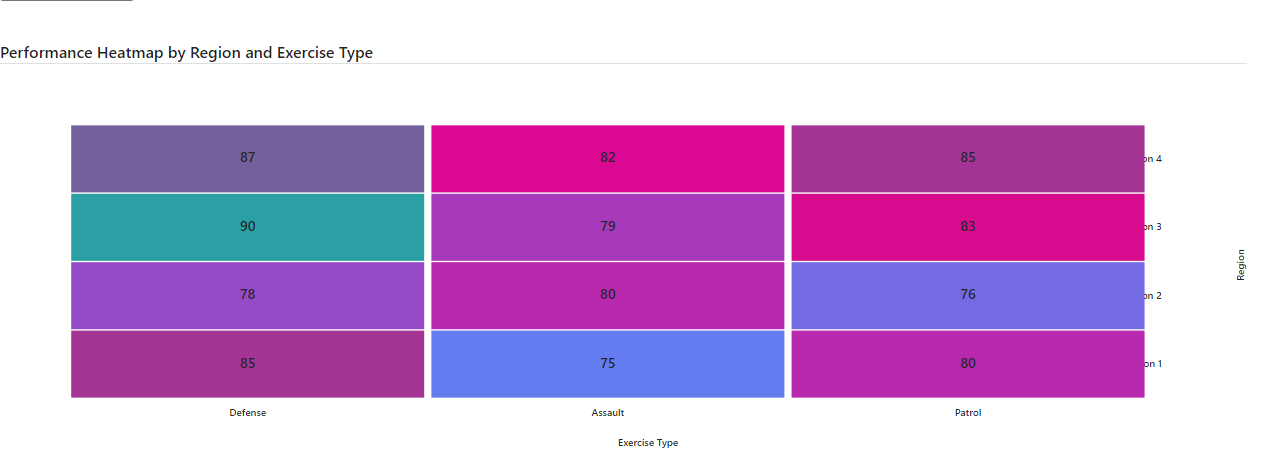 Performance Heatmap by Region and Exercise Type
87 82 85 on 4
90 79 83 on 3
78 80 76 on 2
85 75 80 on 1
Region
Defense Assault Patrol
Exercise Type